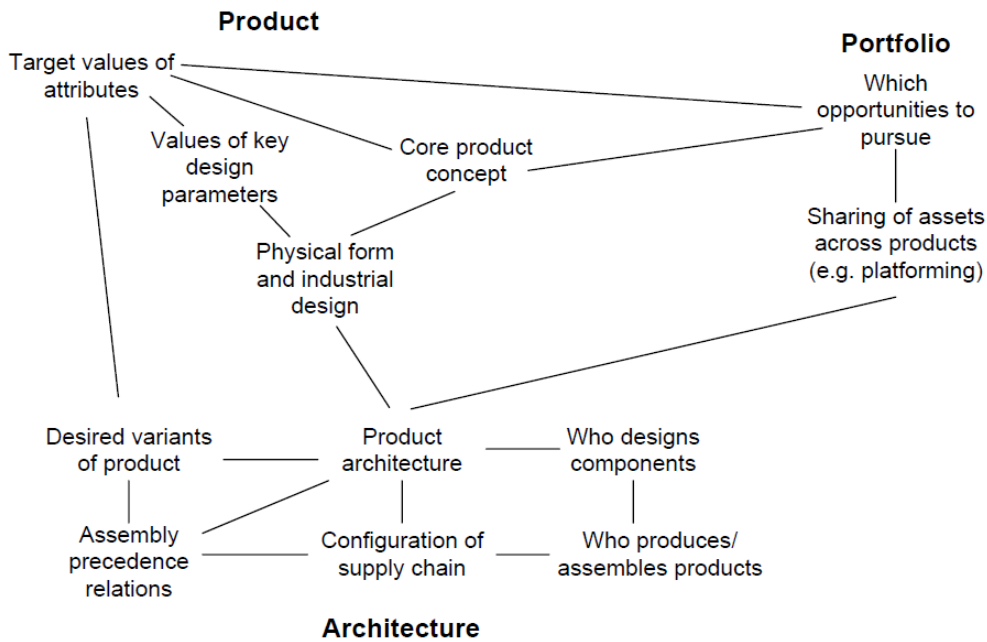 Product
Target values of
attributes
Portfolio
Which
opportunities to
pursue
Values of key
design
parameters
Core product
concept
Sharing of assets
across products
(e.g. platforming)
Physical form
and industrial
design
Desired variants
of product
Product
architecture
Who designs
components
Assembly
precedence
relations
Configuration of
supply chain
Who produces/
assembles products
Architecture